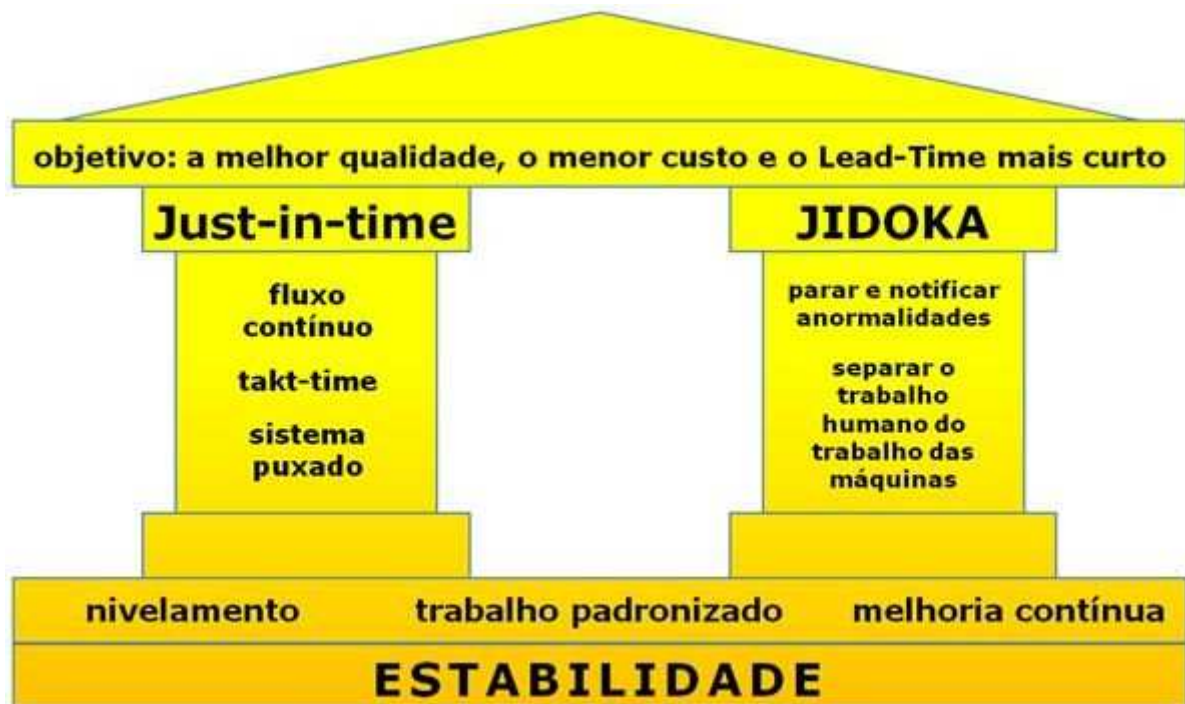 objetivo: a melhor qualidade, o menor custo e o Lead-Time mais curto
Just-in-time
fluxo
contínuo
takt-time
sistema
puxado
JIDOKA
parar e notificar
anormalidades
separar o
trabalho
humano do
trabalho das
máquinas
nivelamento
trabalho padronizado
melhoria contínua
ESTABILIDADE